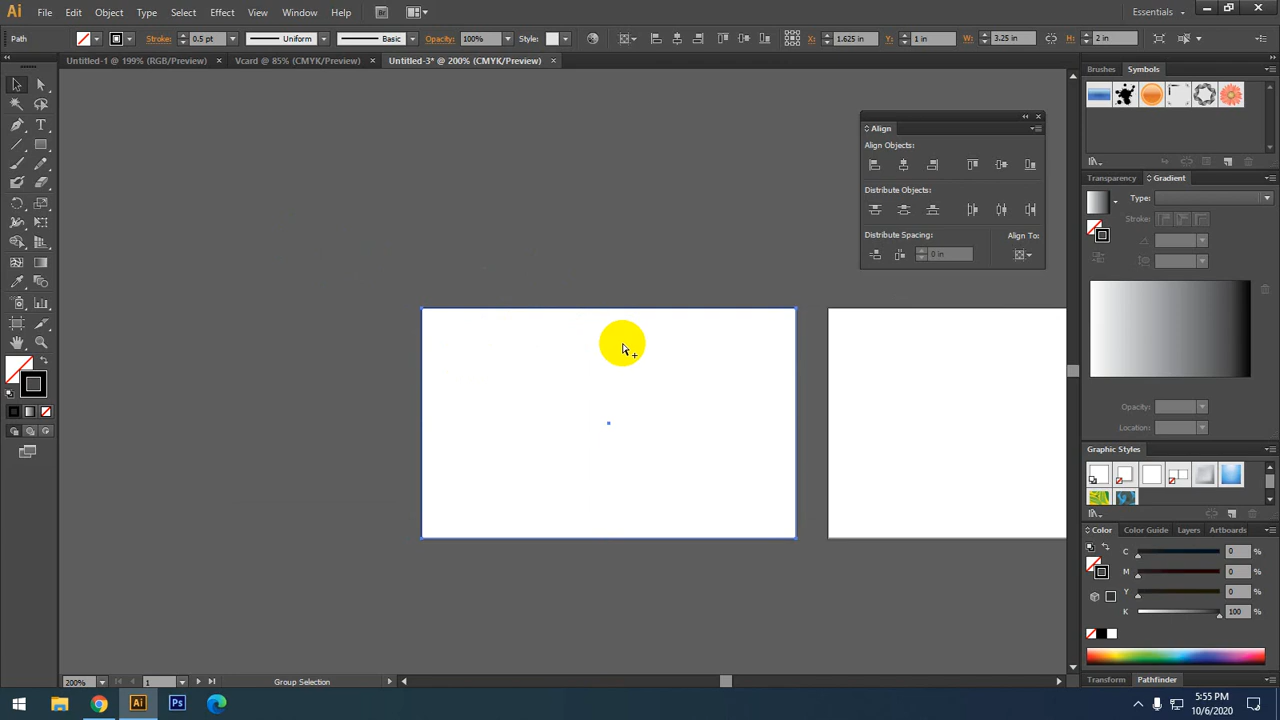 Ai File Edit Object Type Select Effect View Window Help Br Essentials
Path Stroke: 0.5 pt Uniform Basic Opacity: 100% Style: X: 1.625 in Y: 1 in W: 3.25 in H: 2 in
Untitled-1 @ 199% (RGB/Preview) × Vcard @ 85% (CMYK/Preview) × Untitled-3* @ 200% (CMYK/Preview) ×
Brushes Symbols
Align
Align Objects:
Distribute Objects:
Distribute Spacing: Align To:
0 in
Transparency Gradient
Type:
Stroke:
Opacity:
Location:
Graphic Styles
Color Color Guide Layers Artboards
C 0 %
M 0 %
Y 0 %
K 100 %
Transform Pathfinder
200% 1 Group Selection
Ai Ps
5:55 PM
10/6/2020